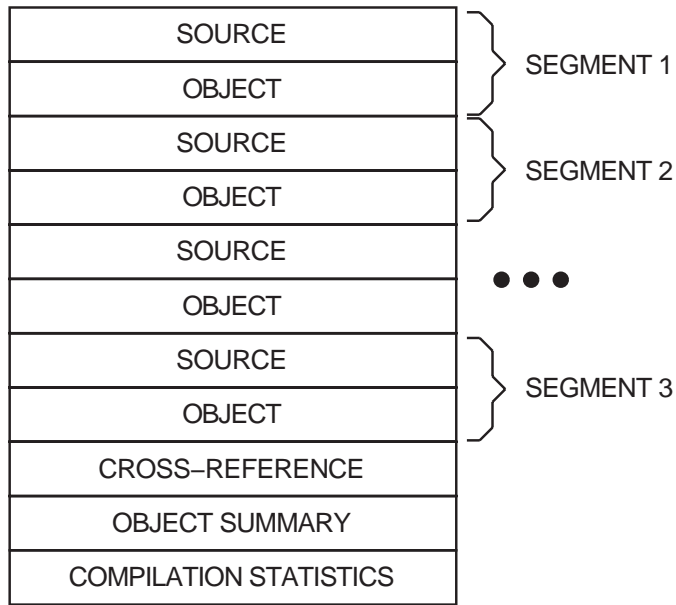 SOURCE
SEGMENT 1
OBJECT
SOURCE
SEGMENT 2
OBJECT
SOURCE
OBJECT
SOURCE
SEGMENT 3
OBJECT
CROSS–REFERENCE
OBJECT SUMMARY
COMPILATION STATISTICS